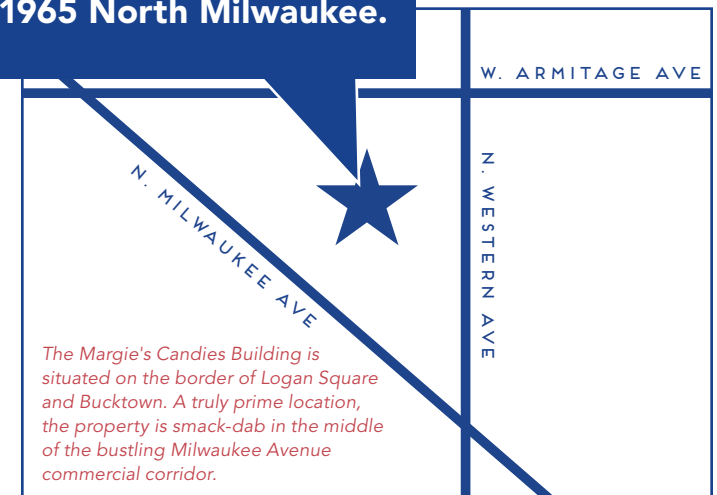 1965 North Milwaukee.
W. ARMITAGE AVE
N. WESTERN AVE
N. MILWAUKEE AVE
The Margie's Candies Building is
situated on the border of Logan Square
and Bucktown. A truly prime location,
the property is smack-dab in the middle
of the bustling Milwaukee Avenue
commercial corridor.